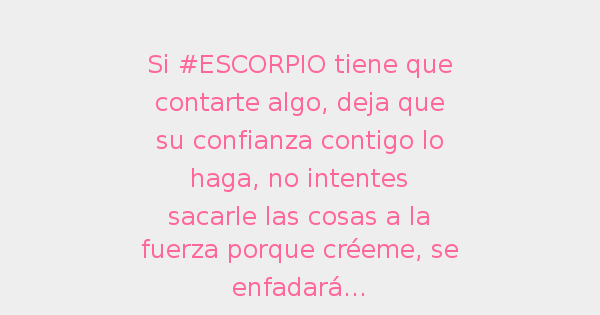 Si #ESCORPIO tiene que
contarte algo, deja que
su confianza contigo lo
haga, no intentes
sacarle las cosas a la
fuerza porque créeme, se
enfadará...